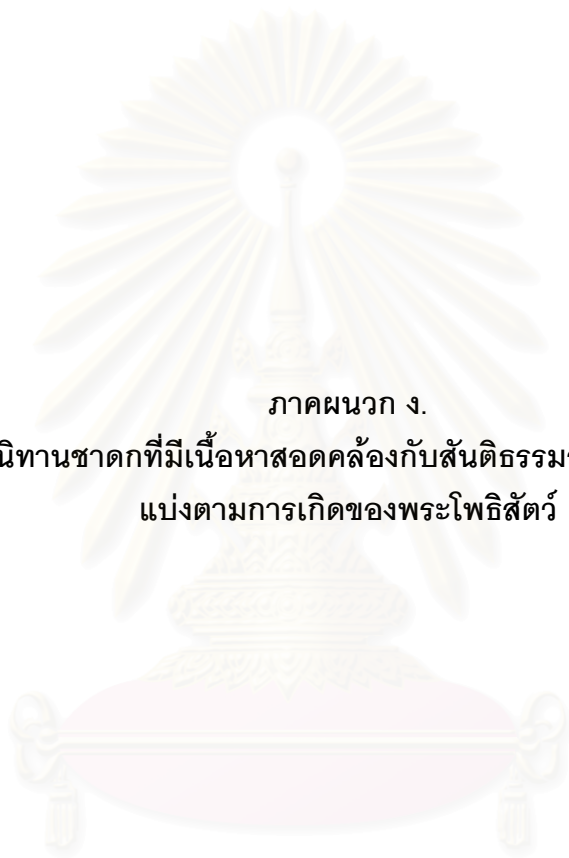 ภาคผนวก ง.
นิทานชาดกที่มีเนื้อหาสอดคล้องกับสันติธรรม
แบ่งตามการเกิดของพระโพธิสัตว์